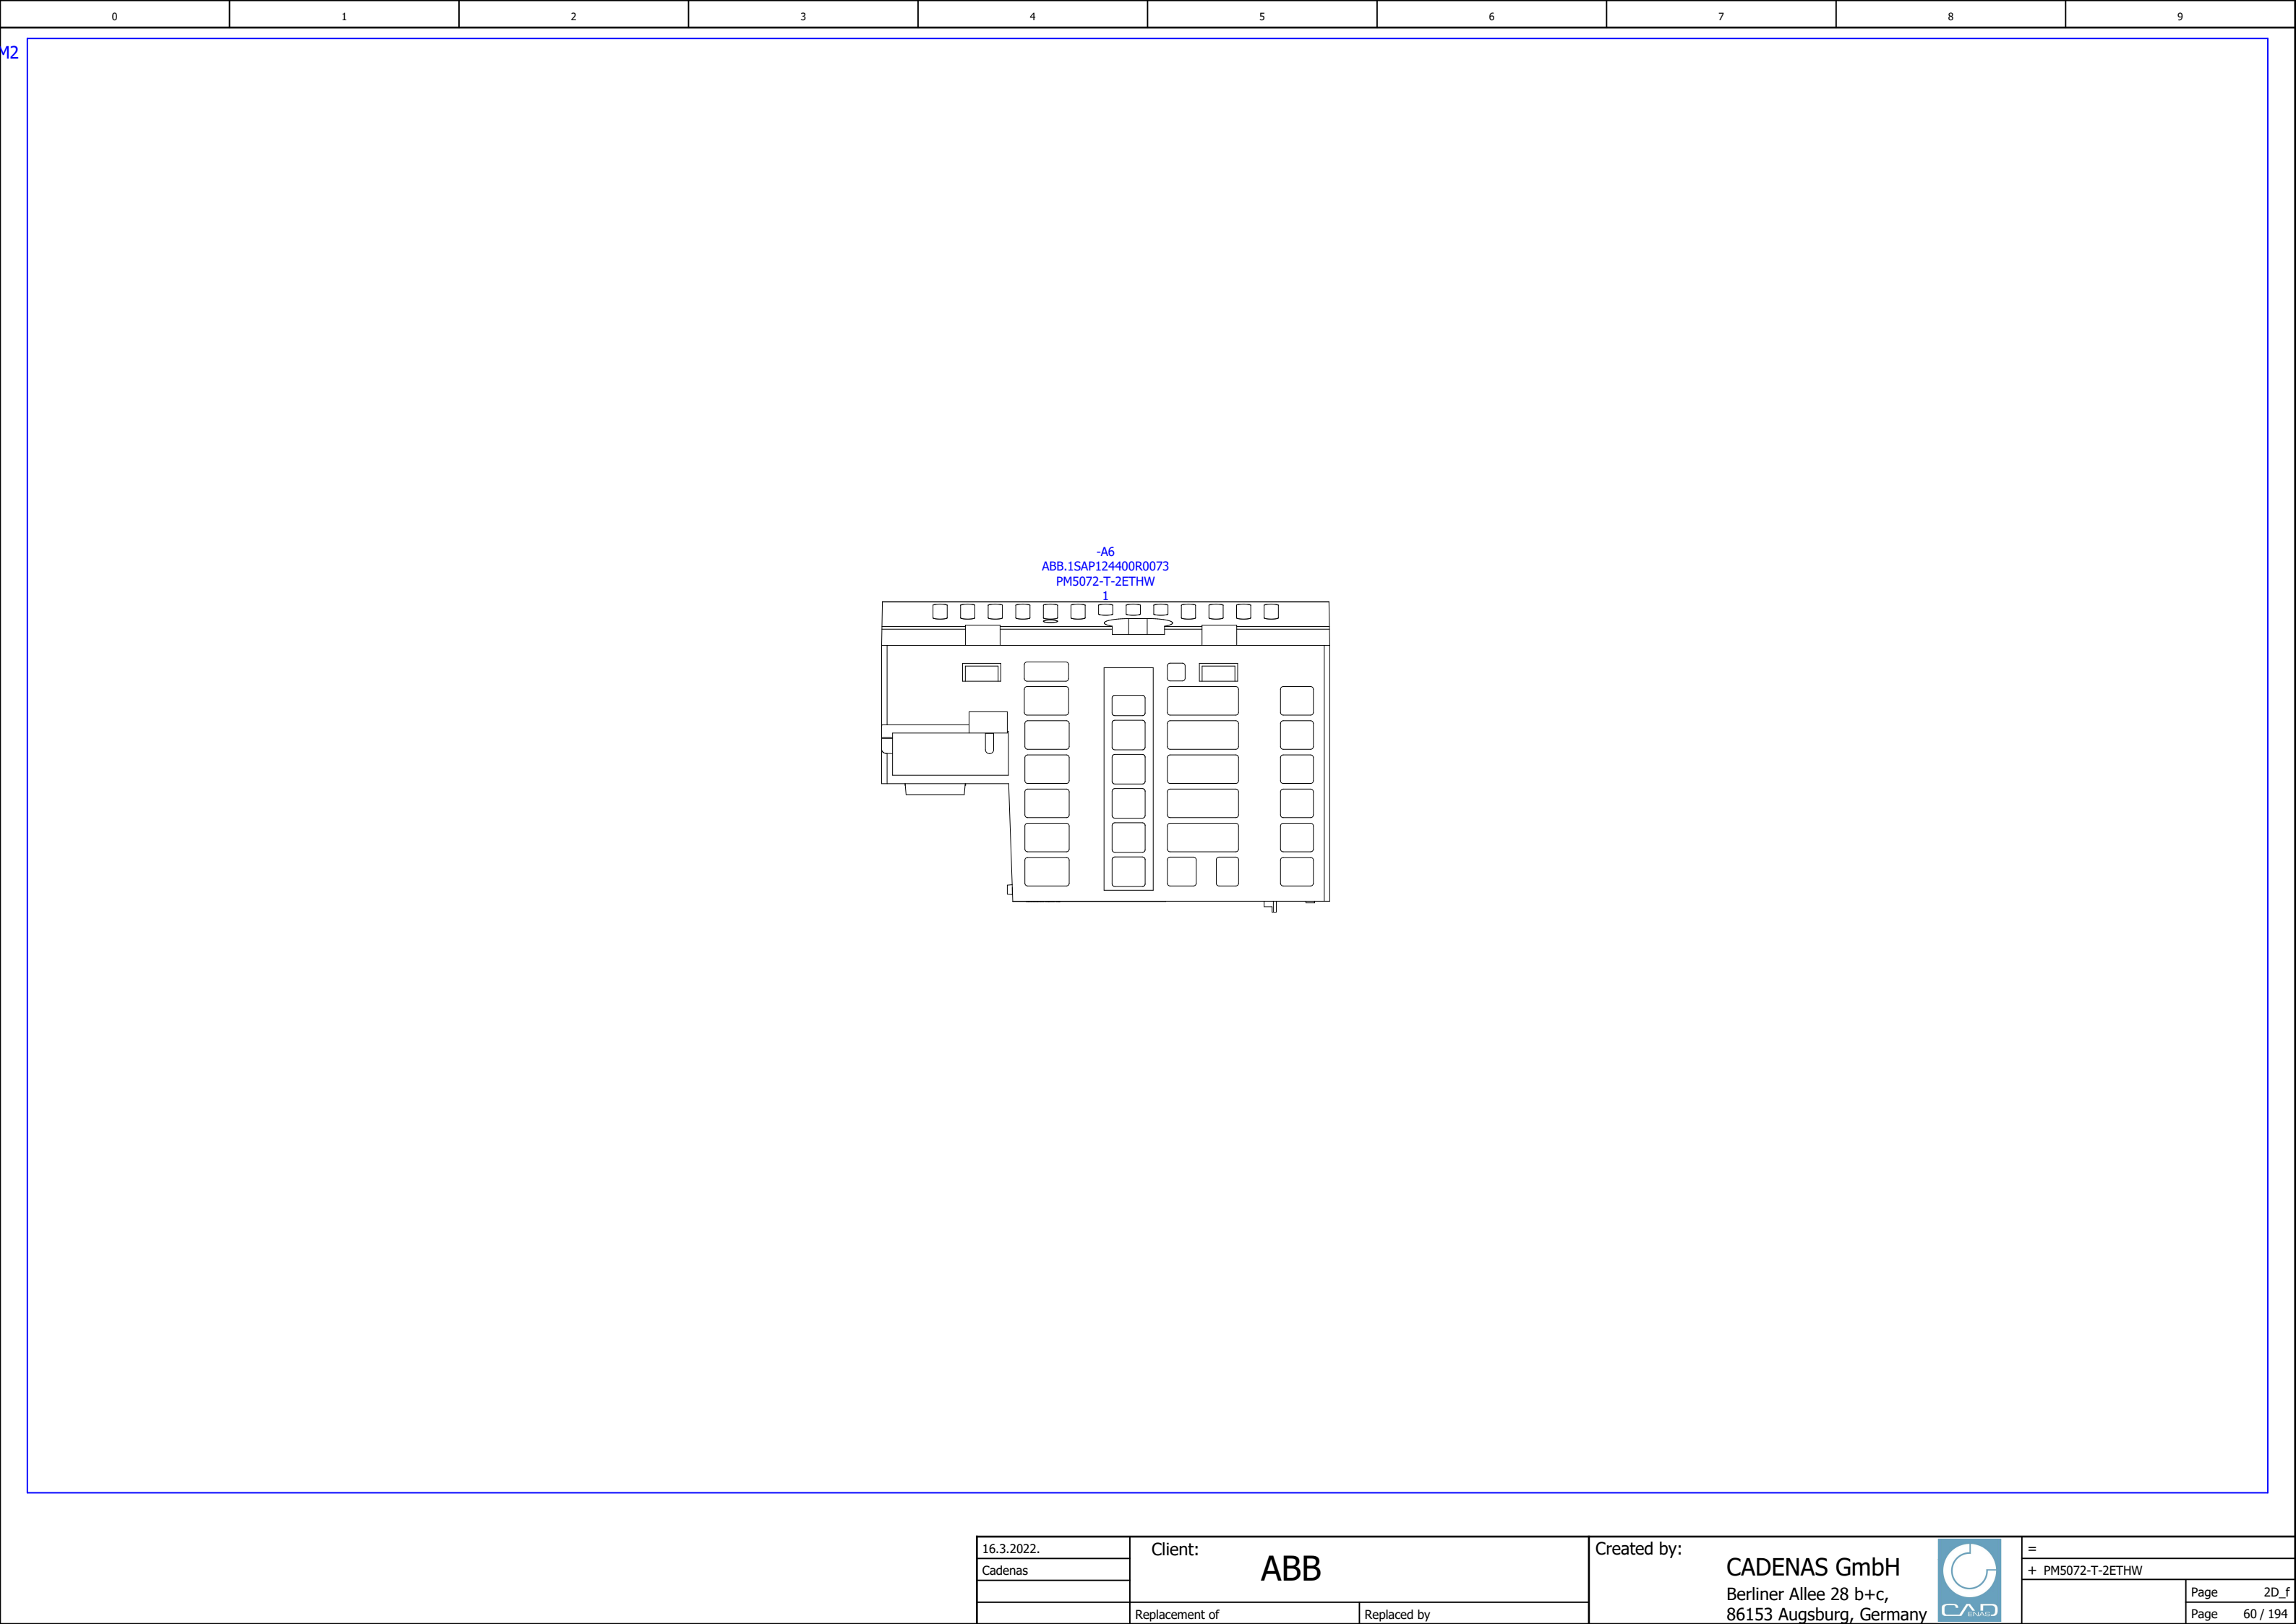 0 1 2 3 4 5 6 7 8 9
M2
-A6
ABB.1SAP124400R0073
PM5072-T-2ETHW
1
16.3.2022.
Cadenas
Client:
ABB
Replacement of
Replaced by
Created by:
CADENAS GmbH
Berliner Allee 28 b+c,
86153 Augsburg, Germany
CAD
ENAS
=
+ PM5072-T-2ETHW
Page 2D_f
Page 60 / 194